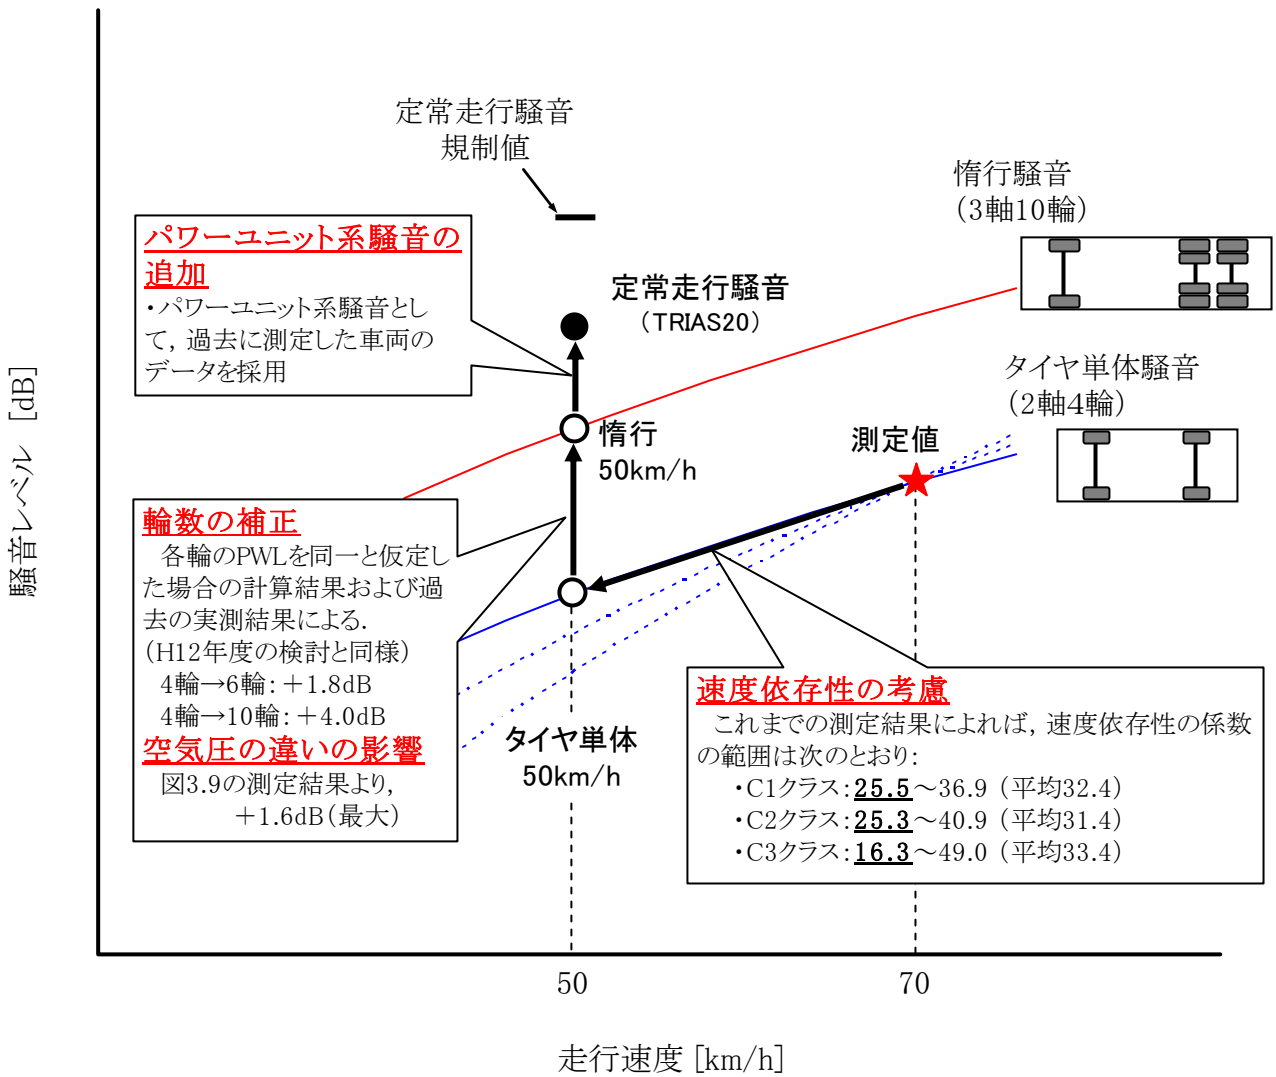 定常走行騒音
規制値
惰行騒音
（3軸10輪）
パワーユニット系騒音の
追加
・パワーユニット系騒音とし
て，過去に測定した車両の
データを採用
定常走行騒音
（TRIAS20）
タイヤ単体騒音
（2軸4輪）
惰行
50km/h
測定値
騒音レベル [dB]
輪数の補正
各輪のPWLを同一と仮定し
た場合の計算結果および過
去の実測結果による．
（H12年度の検討と同様）
4輪→6輪：＋1.8dB
4輪→10輪：＋4.0dB
空気圧の違いの影響
図3.9の測定結果より，
＋1.6dB（最大）
タイヤ単体
50km/h
速度依存性の考慮
これまでの測定結果によれば，速度依存性の係数
の範囲は次のとおり：
・C1クラス：25.5～36.9（平均32.4）
・C2クラス：25.3～40.9（平均31.4）
・C3クラス：16.3～49.0（平均33.4）
50
70
走行速度 [km/h]